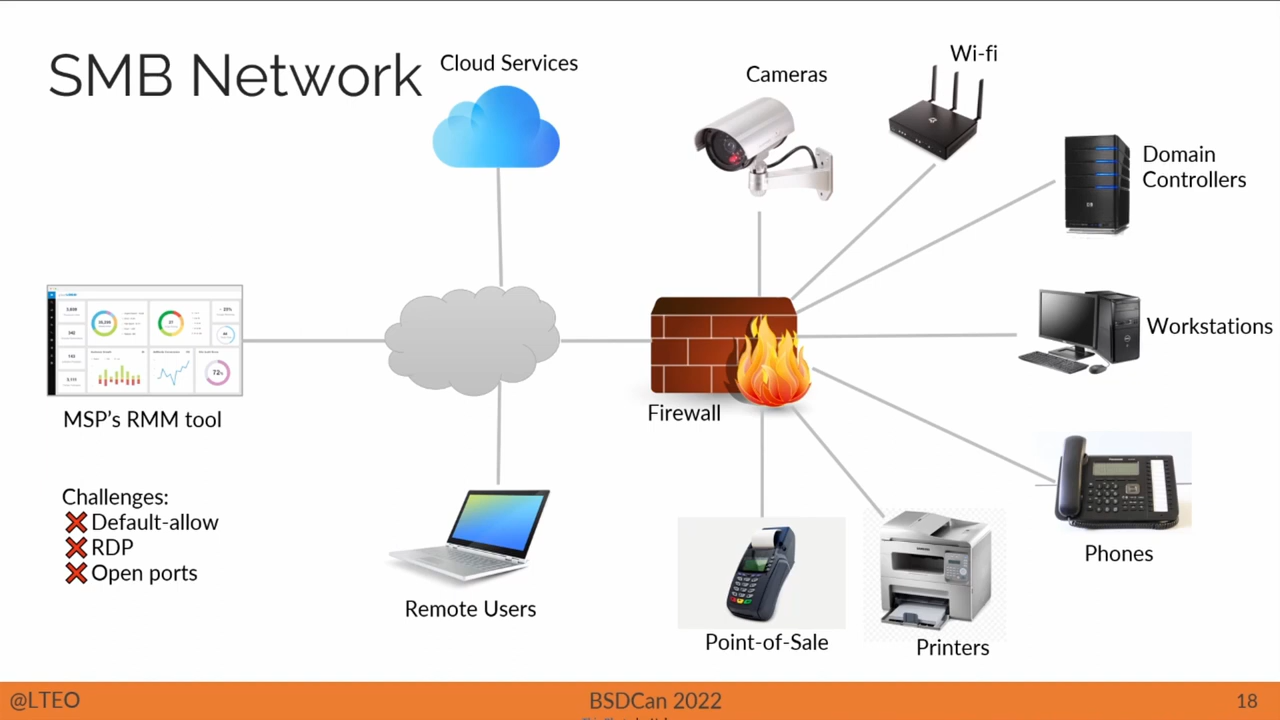 SMB Network
Cloud Services
Cameras
Wi-fi
Domain
Controllers
Workstations
MSP's RMM tool
Firewall
72%
Challenges:
❌ Default-allow
❌ RDP
❌ Open ports
Remote Users
Point-of-Sale
Printers
Phones
@LTEO
BSDCan 2022
18